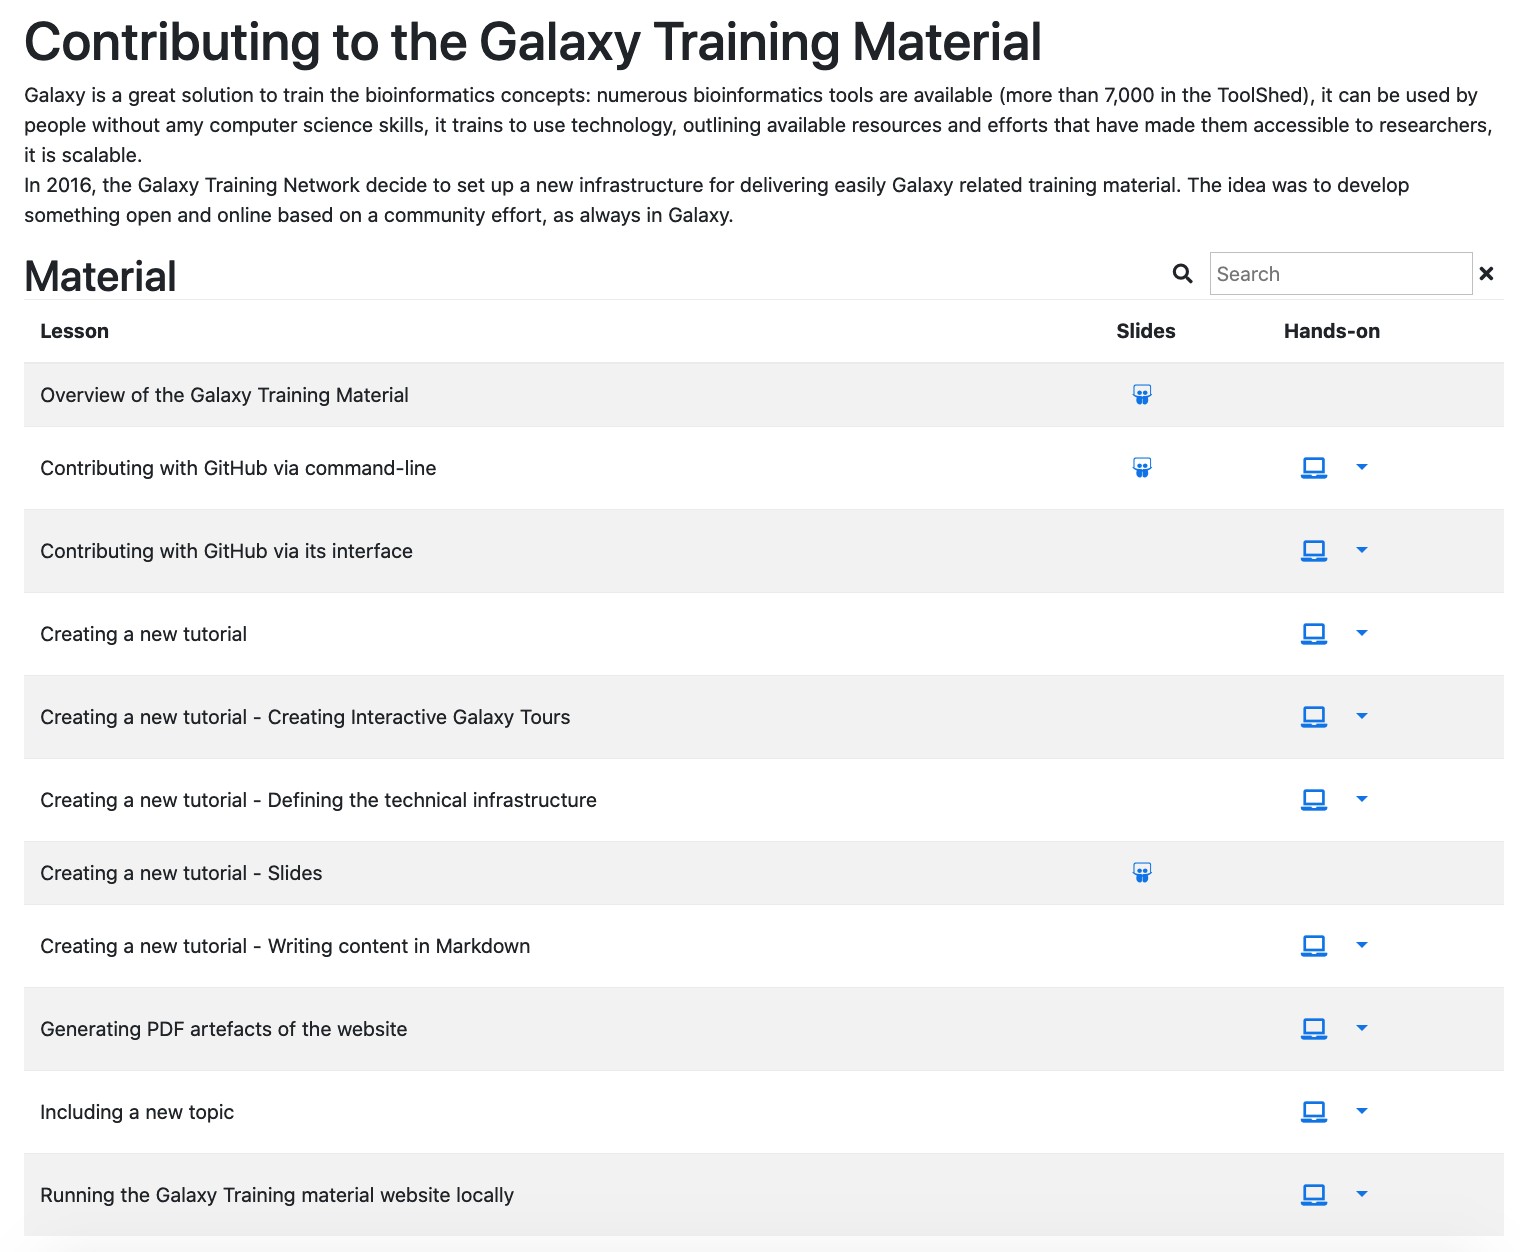 Contributing to the Galaxy Training Material
Galaxy is a great solution to train the bioinformatics concepts: numerous bioinformatics tools are available (more than 7,000 in the ToolShed), it can be used by
people without amy computer science skills, it trains to use technology, outlining available resources and efforts that have made them accessible to researchers,
it is scalable.
In 2016, the Galaxy Training Network decide to set up a new infrastructure for delivering easily Galaxy related training material. The idea was to develop
something open and online based on a community effort, as always in Galaxy.
Material
Search
Lesson Slides Hands-on
Overview of the Galaxy Training Material
Contributing with GitHub via command-line
Contributing with GitHub via its interface
Creating a new tutorial
Creating a new tutorial - Creating Interactive Galaxy Tours
Creating a new tutorial - Defining the technical infrastructure
Creating a new tutorial - Slides
Creating a new tutorial - Writing content in Markdown
Generating PDF artefacts of the website
Including a new topic
Running the Galaxy Training material website locally